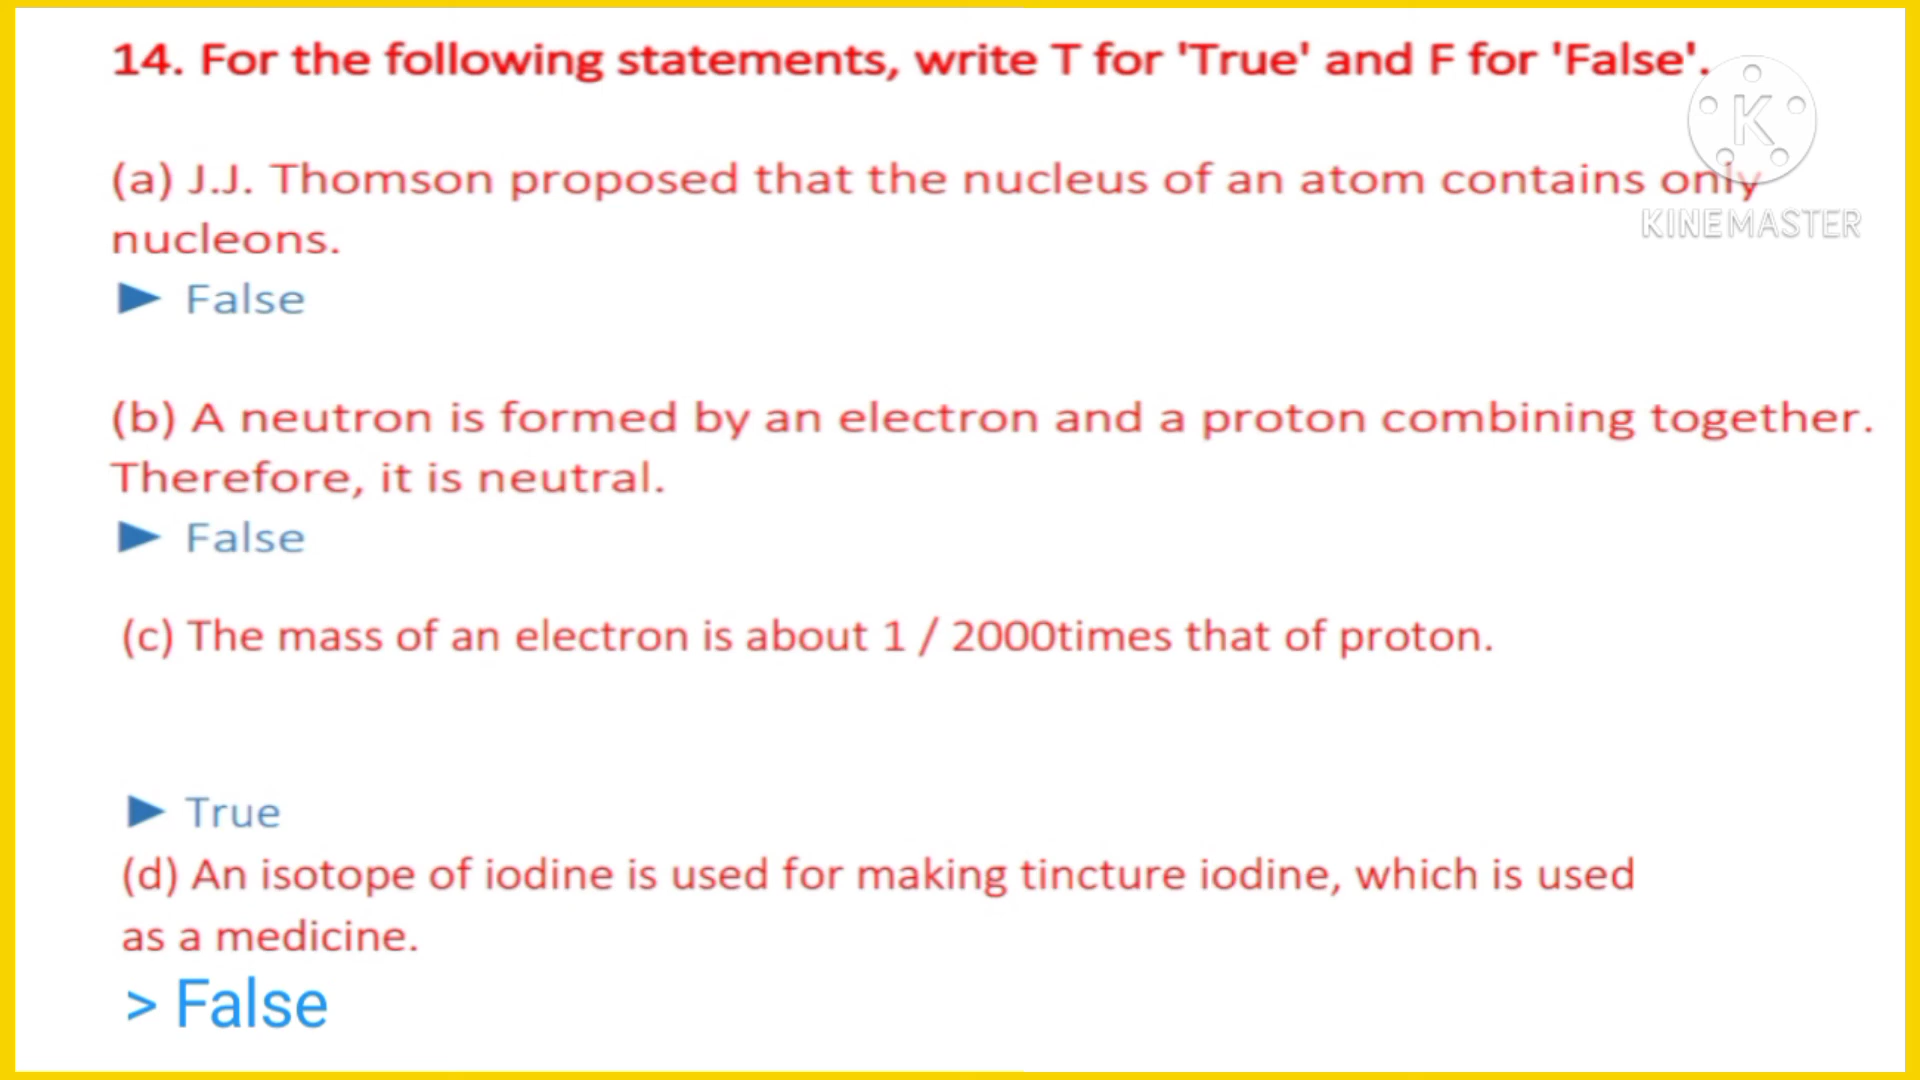 14. For the following statements, write T for 'True' and F for 'False'.
K
KINEMASTER
(a) J.J. Thomson proposed that the nucleus of an atom contains only
nucleons.
► False
(b) A neutron is formed by an electron and a proton combining together.
Therefore, it is neutral.
► False
(c) The mass of an electron is about 1 / 2000times that of proton.
► True
(d) An isotope of iodine is used for making tincture iodine, which is used
as a medicine.
> False